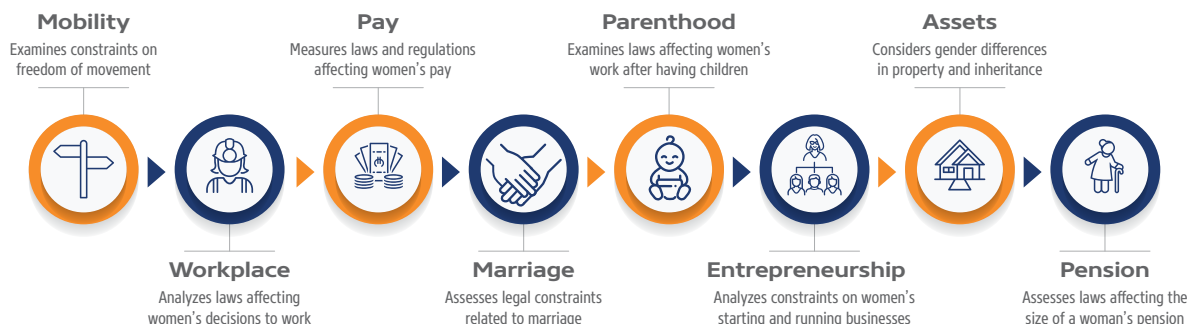 Mobility
Examines constraints on
freedom of movement
Pay
Measures laws and regulations
affecting women’s pay
Parenthood
Examines laws affecting women’s
work after having children
Assets
Considers gender differences
in property and inheritance
Workplace
Analyzes laws affecting
women’s decisions to work
Marriage
Assesses legal constraints
related to marriage
Entrepreneurship
Analyzes constraints on women’s
starting and running businesses
Pension
Assesses laws affecting the
size of a woman’s pension